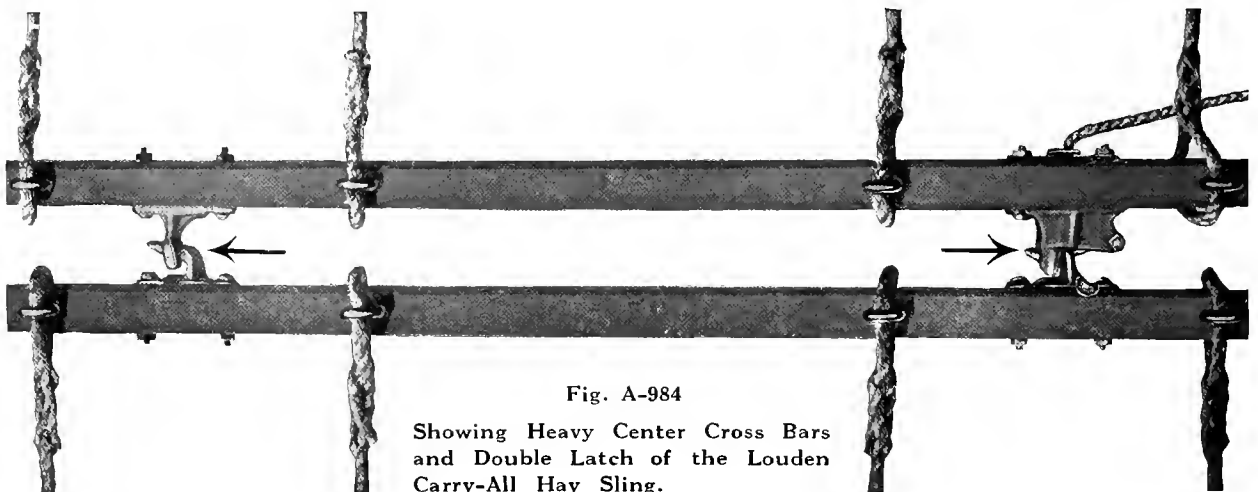 Fig. A-984
Showing Heavy Center Cross Bars
and Double Latch of the Louden
Carry-All Hay Sling.